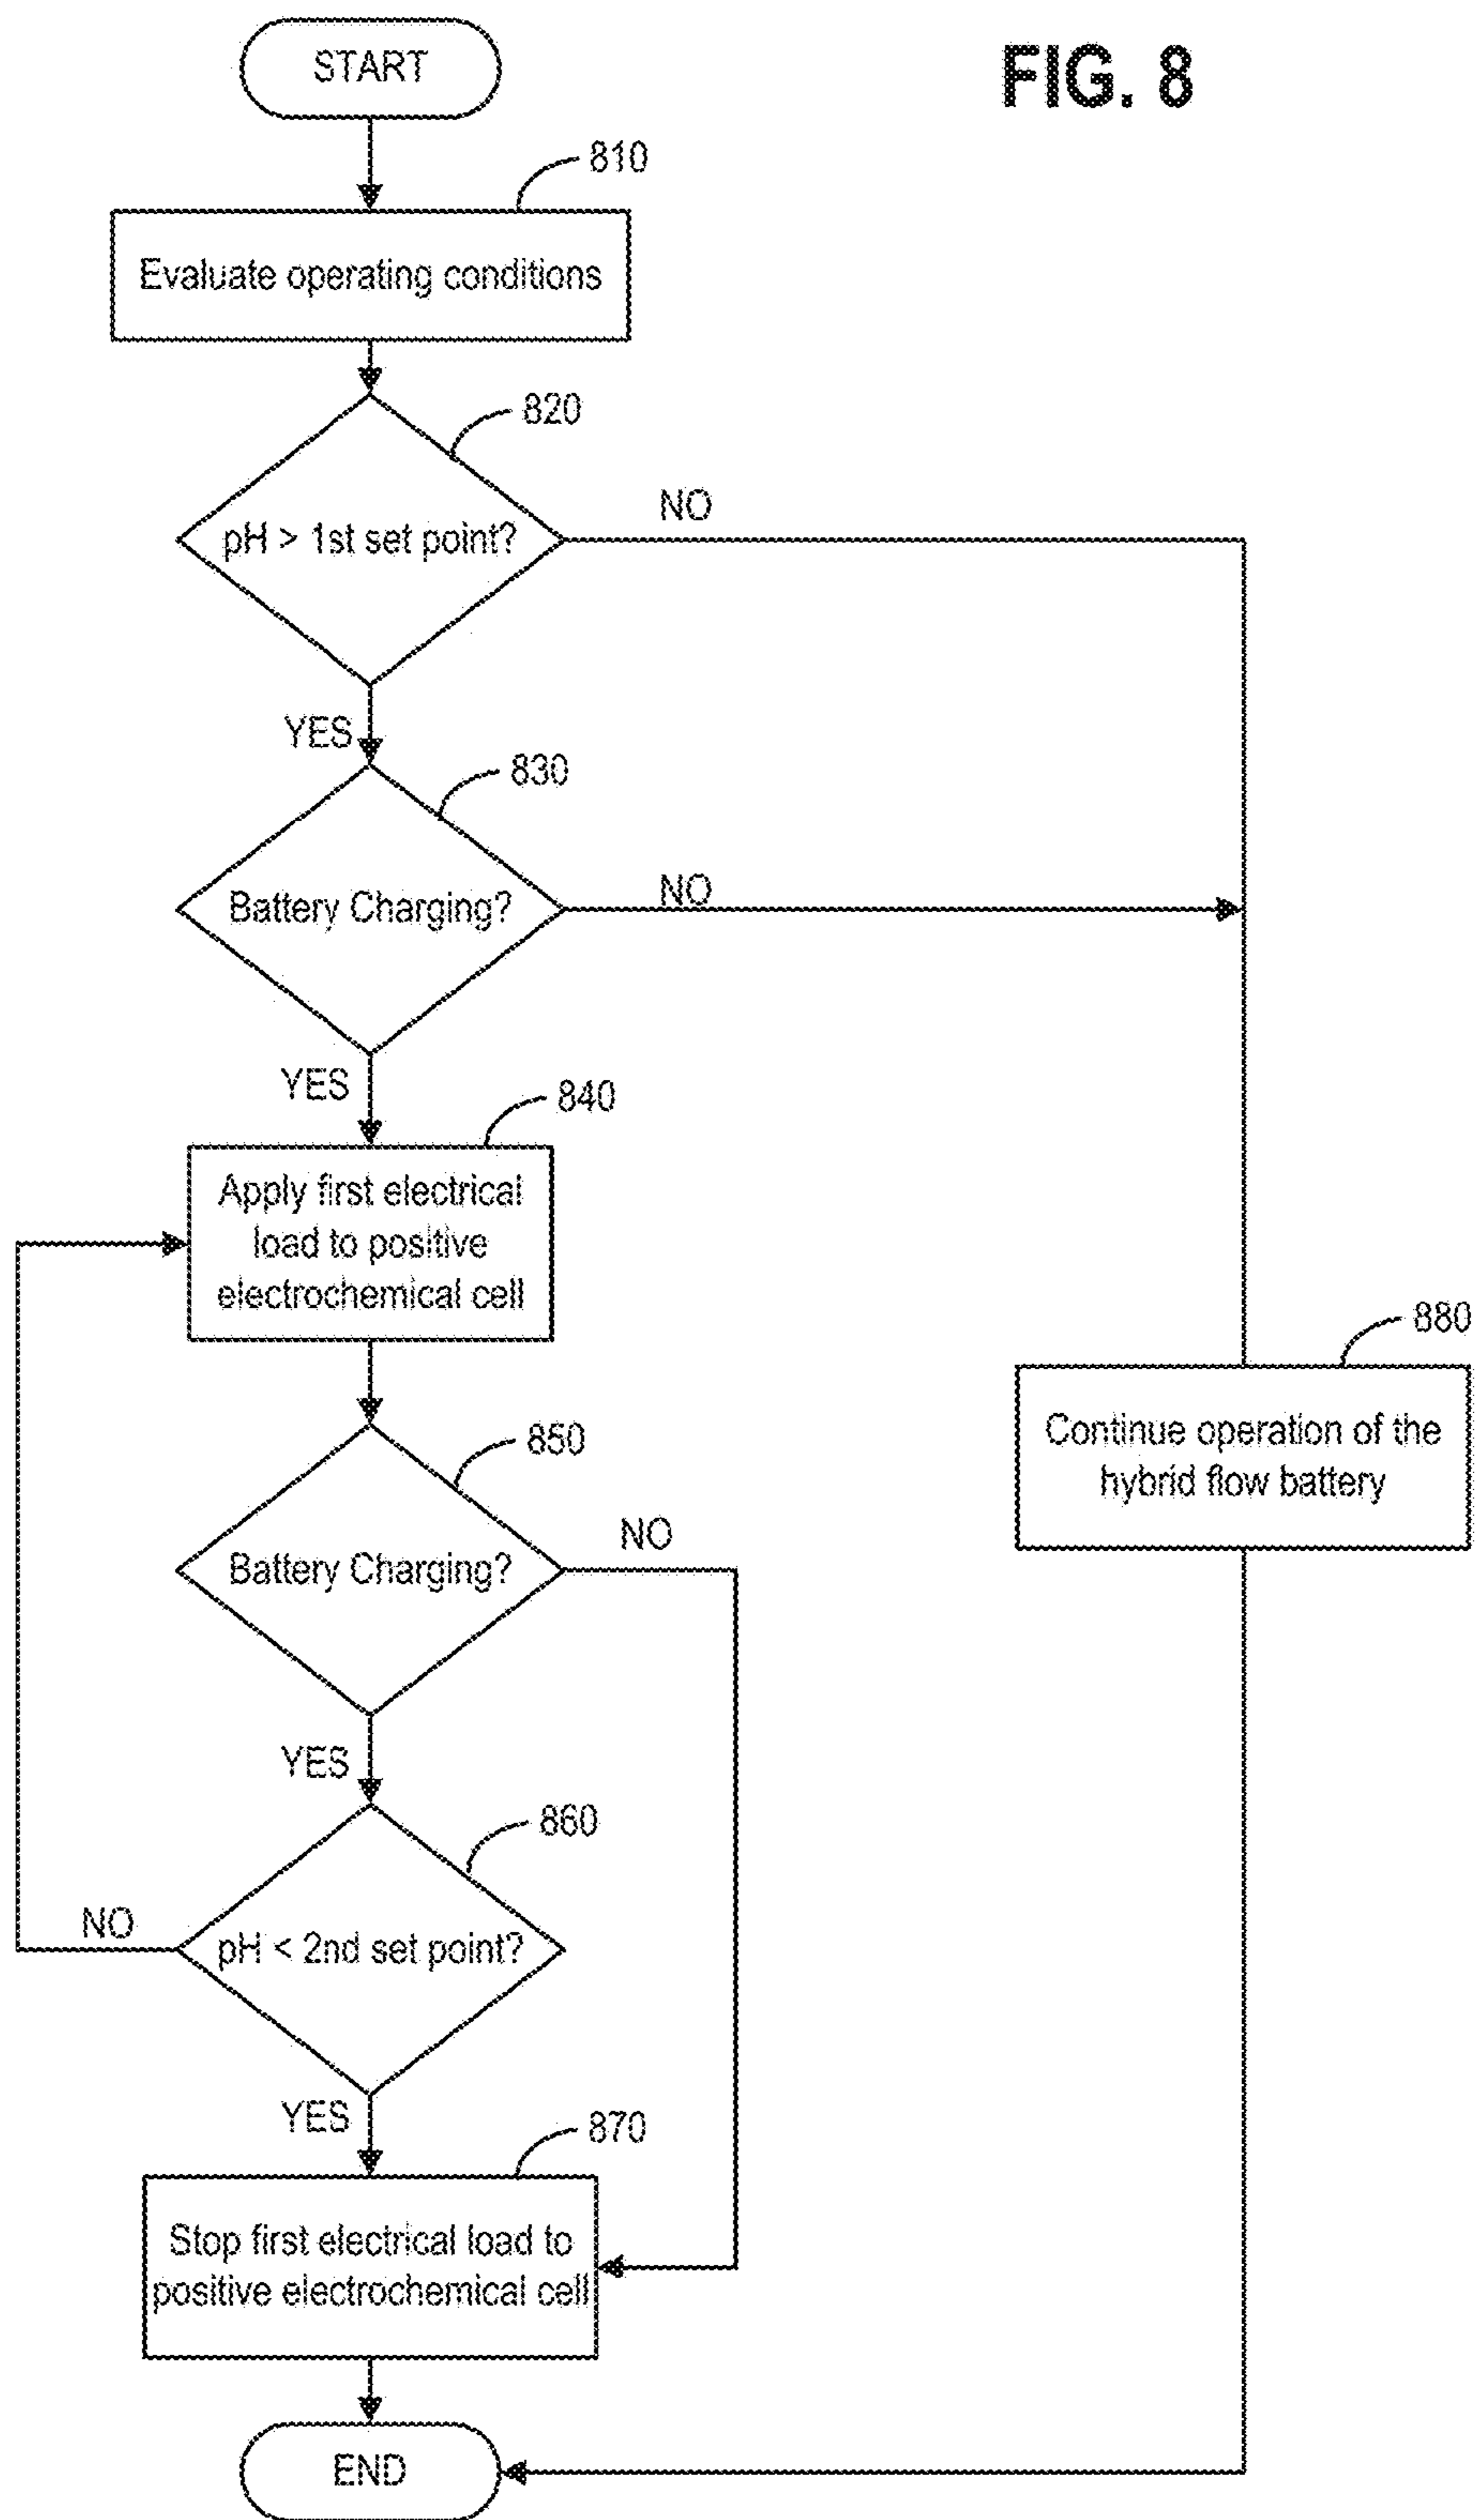 START
FIG. 8
810
Evaluate operating conditions
820
pH > 1st set point?
NO
YES
830
Battery Charging?
NO
YES
840
Apply first electrical
load to positive
electrochemical cell
880
Continue operation of the
hybrid flow battery
850
Battery Charging?
NO
YES
860
pH < 2nd set point?
NO
YES
870
Stop first electrical load to
positive electrochemical cell
END